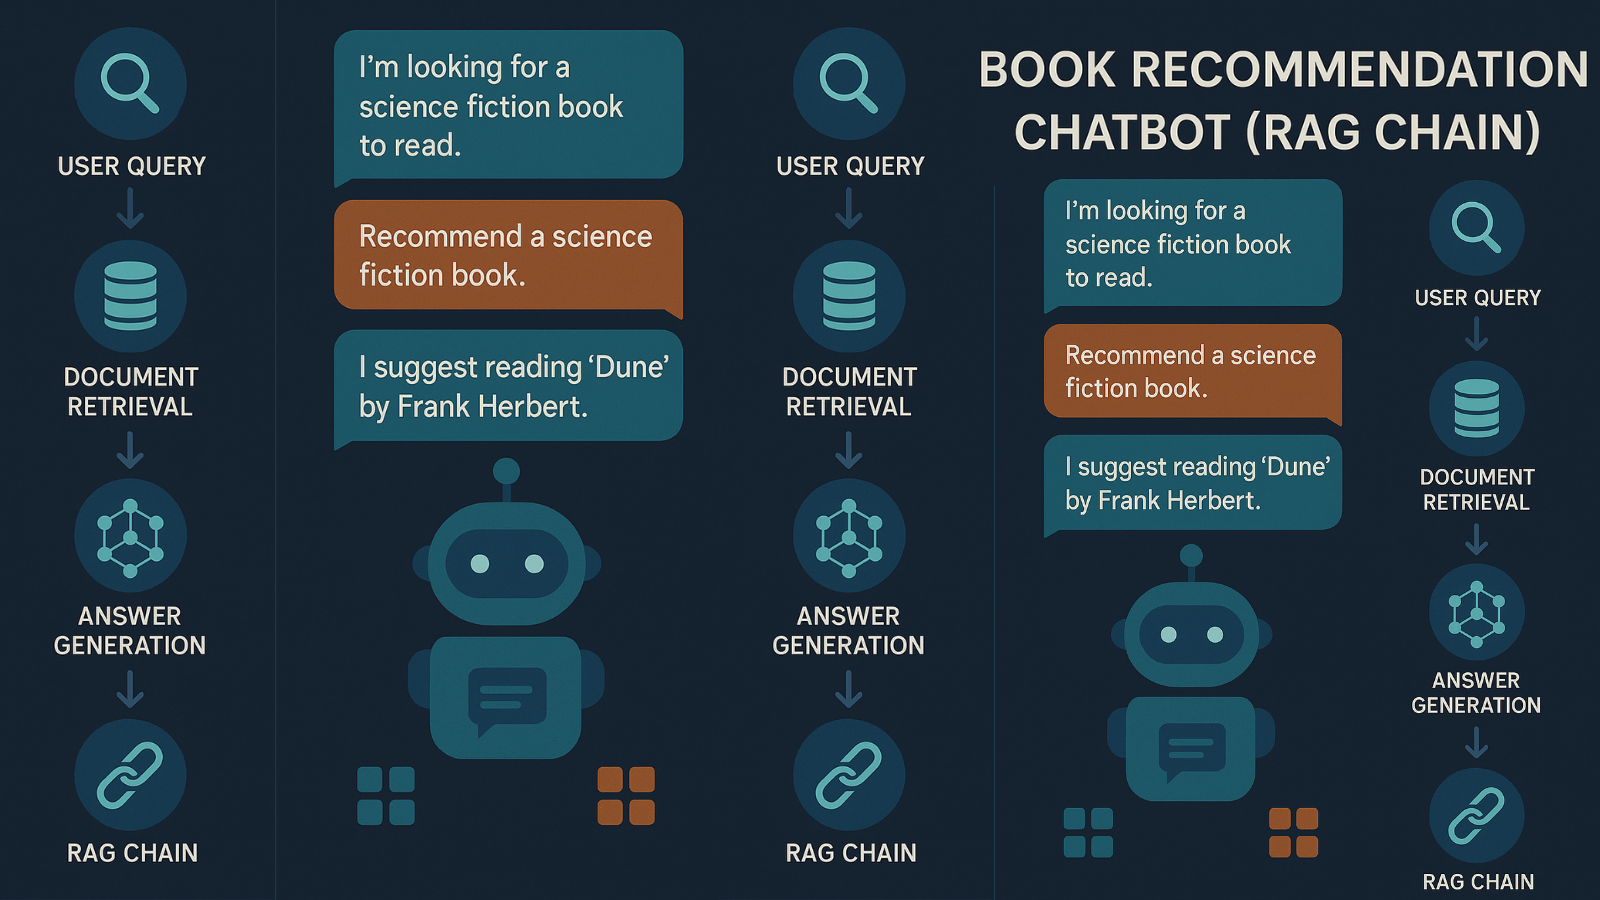 USER QUERY
DOCUMENT
RETRIEVAL
ANSWER
GENERATION
RAG CHAIN
I'm looking for a
science fiction book
to read.
Recommend a science
fiction book.
I suggest reading ‘Dune’
by Frank Herbert.
USER QUERY
DOCUMENT
RETRIEVAL
ANSWER
GENERATION
RAG CHAIN
BOOK RECOMMENDATION
CHATBOT (RAG CHAIN)
I'm looking for a
science fiction book
to read.
Recommend a science
fiction book.
I suggest reading ‘Dune’
by Frank Herbert.
USER QUERY
DOCUMENT
RETRIEVAL
ANSWER
GENERATION
RAG CHAIN